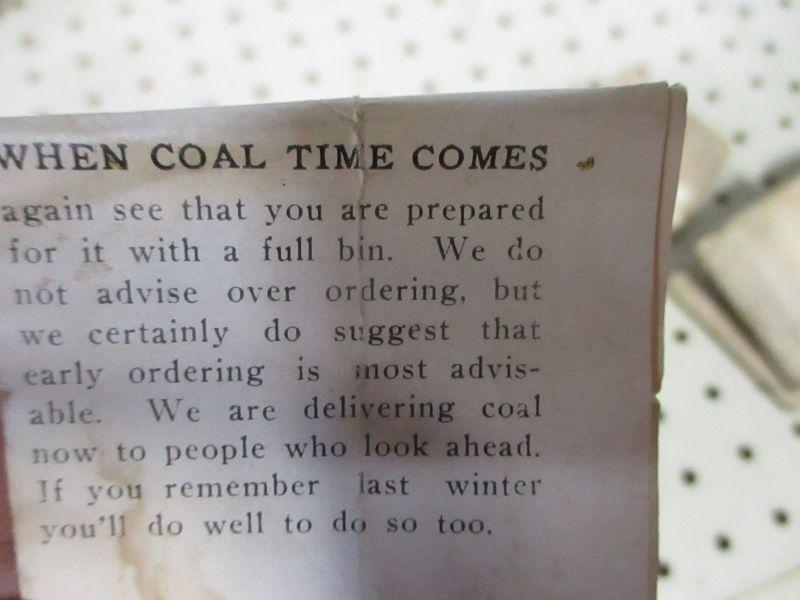 WHEN COAL TIME COMES
again see that you are prepared
for it with a full bin. We do
not advise over ordering, but
we certainly do suggest that
early ordering is most advis-
able. We are delivering coal
now to people who look ahead.
If you remember last winter
you'll do well to do so too.